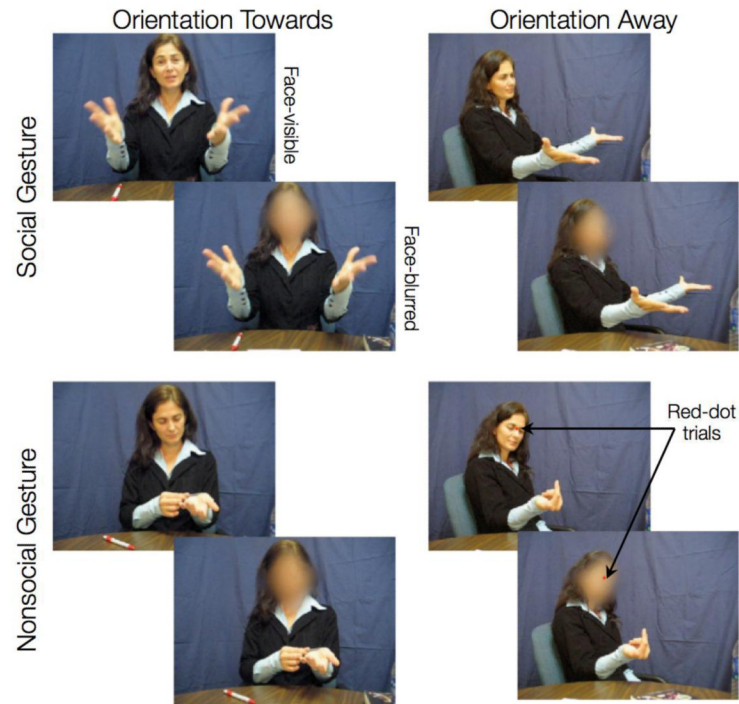 Orientation Towards
Orientation Away
Social Gesture
Face-visible
Face-blurred
Nonsocial Gesture
Red-dot
trials